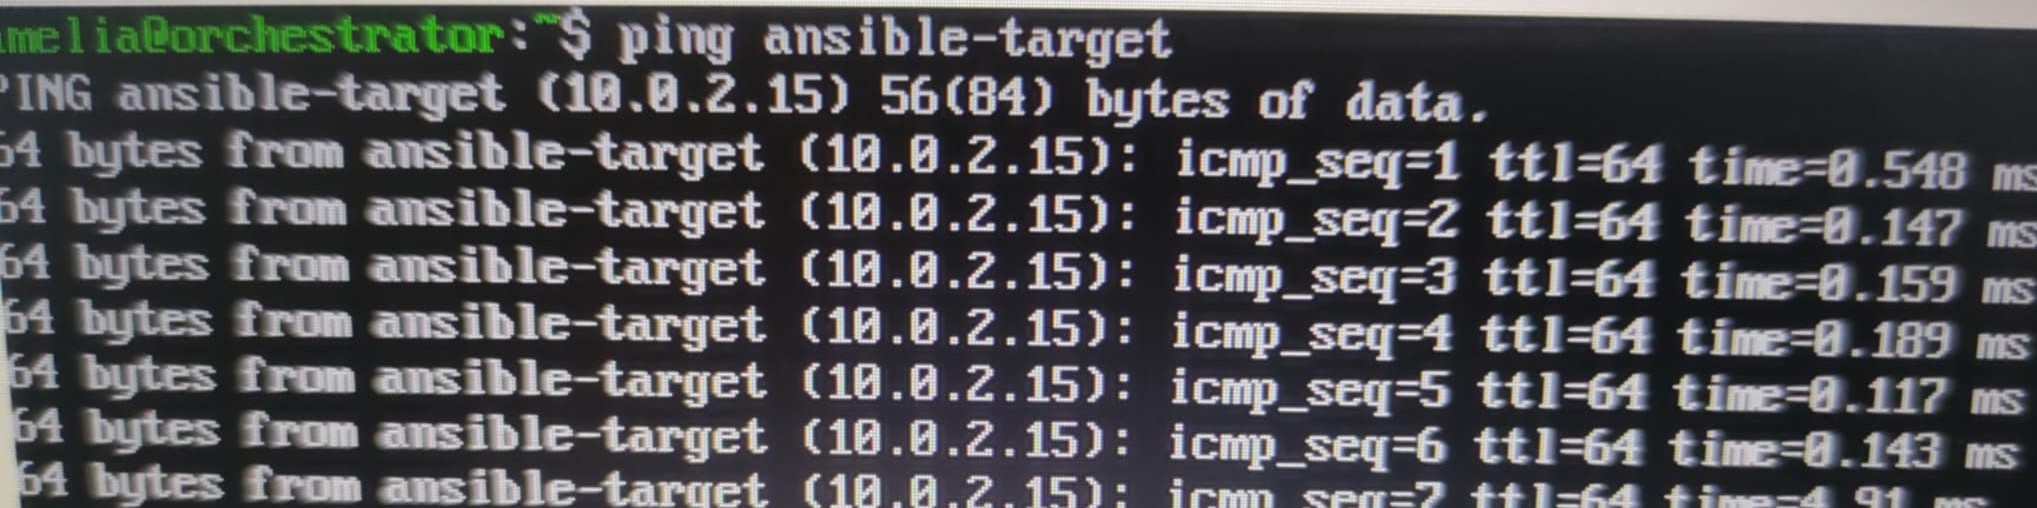 melia@orchestrator:~$ ping ansible-target
PING ansible-target (10.0.2.15) 56(84) bytes of data.
64 bytes from ansible-target (10.0.2.15): icmp_seq=1 ttl=64 time=0.548 ms
64 bytes from ansible-target (10.0.2.15): icmp_seq=2 ttl=64 time=0.147 ms
64 bytes from ansible-target (10.0.2.15): icmp_seq=3 ttl=64 time=0.159 ms
64 bytes from ansible-target (10.0.2.15): icmp_seq=4 ttl=64 time=0.189 ms
64 bytes from ansible-target (10.0.2.15): icmp_seq=5 ttl=64 time=0.117 ms
64 bytes from ansible-target (10.0.2.15): icmp_seq=6 ttl=64 time=0.143 ms
64 bytes from ansible-target (10.0.2.15): icmp_seq=7 ttl=64 time=4.91 ms